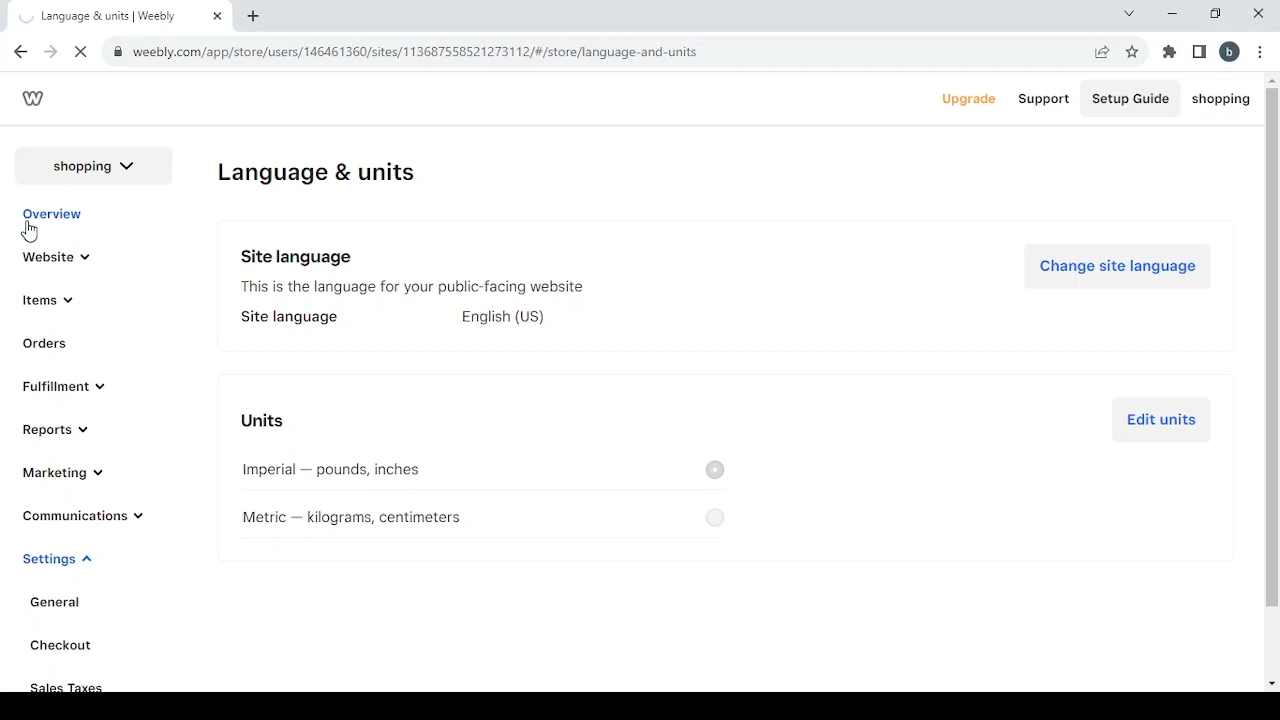 Language & units | Weebly
weebly.com/app/store/users/146461360/sites/113687558521273112/#/store/language-and-units
b
W
Upgrade
Support
Setup Guide
shopping
shopping
Overview
Website
Items
Orders
Fulfillment
Reports
Marketing
Communications
Settings
General
Checkout
Sales Taxes
Language & units
Site language
This is the language for your public-facing website
Site language English (US)
Change site language
Units
Edit units
Imperial — pounds, inches
Metric — kilograms, centimeters